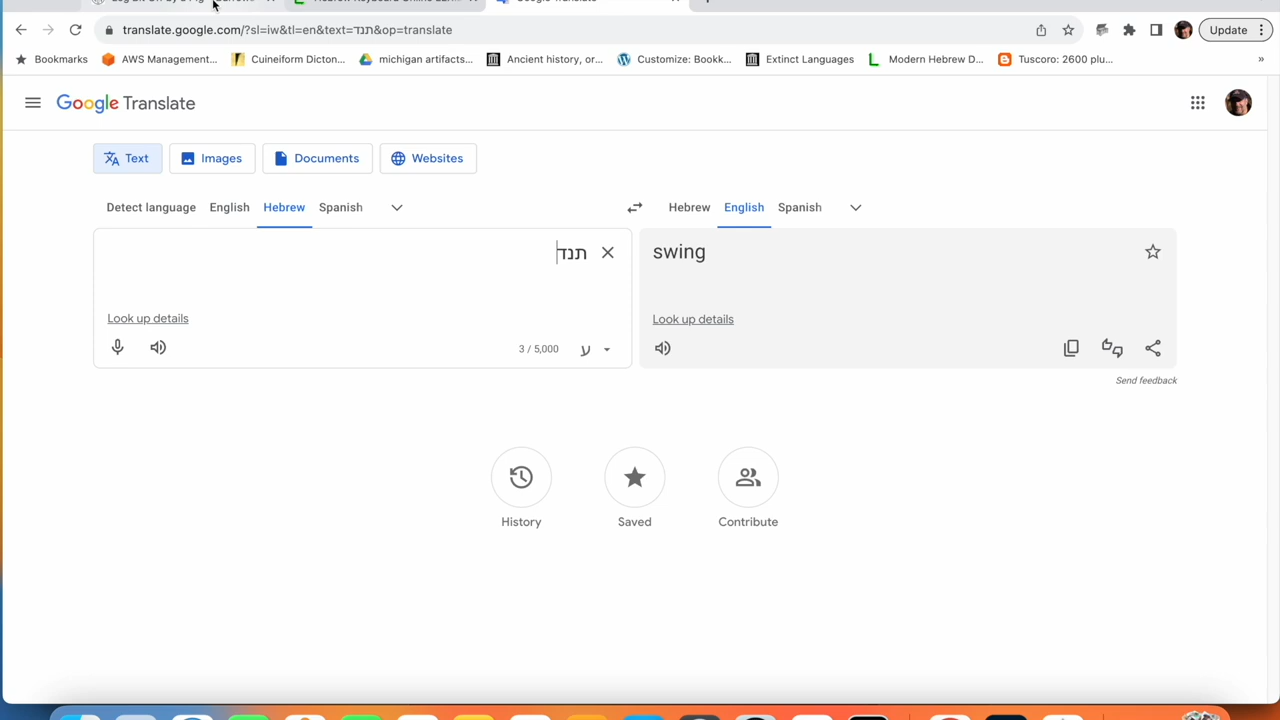 translate.google.com/?sl=iw&tl=en&text=תנד&op=translate
Update
Bookmarks
AWS Management...
Cuineiform Dicton...
michigan artifacts...
Ancient history, or...
Customize: Bookk...
Extinct Languages
Modern Hebrew D...
Tuscoro: 2600 plu...
»
Google Translate
Text
Images
Documents
Websites
Detect language
English
Hebrew
Spanish
Hebrew
English
Spanish
תנד
swing
Look up details
Look up details
3 / 5,000
ע
Send feedback
History
Saved
Contribute